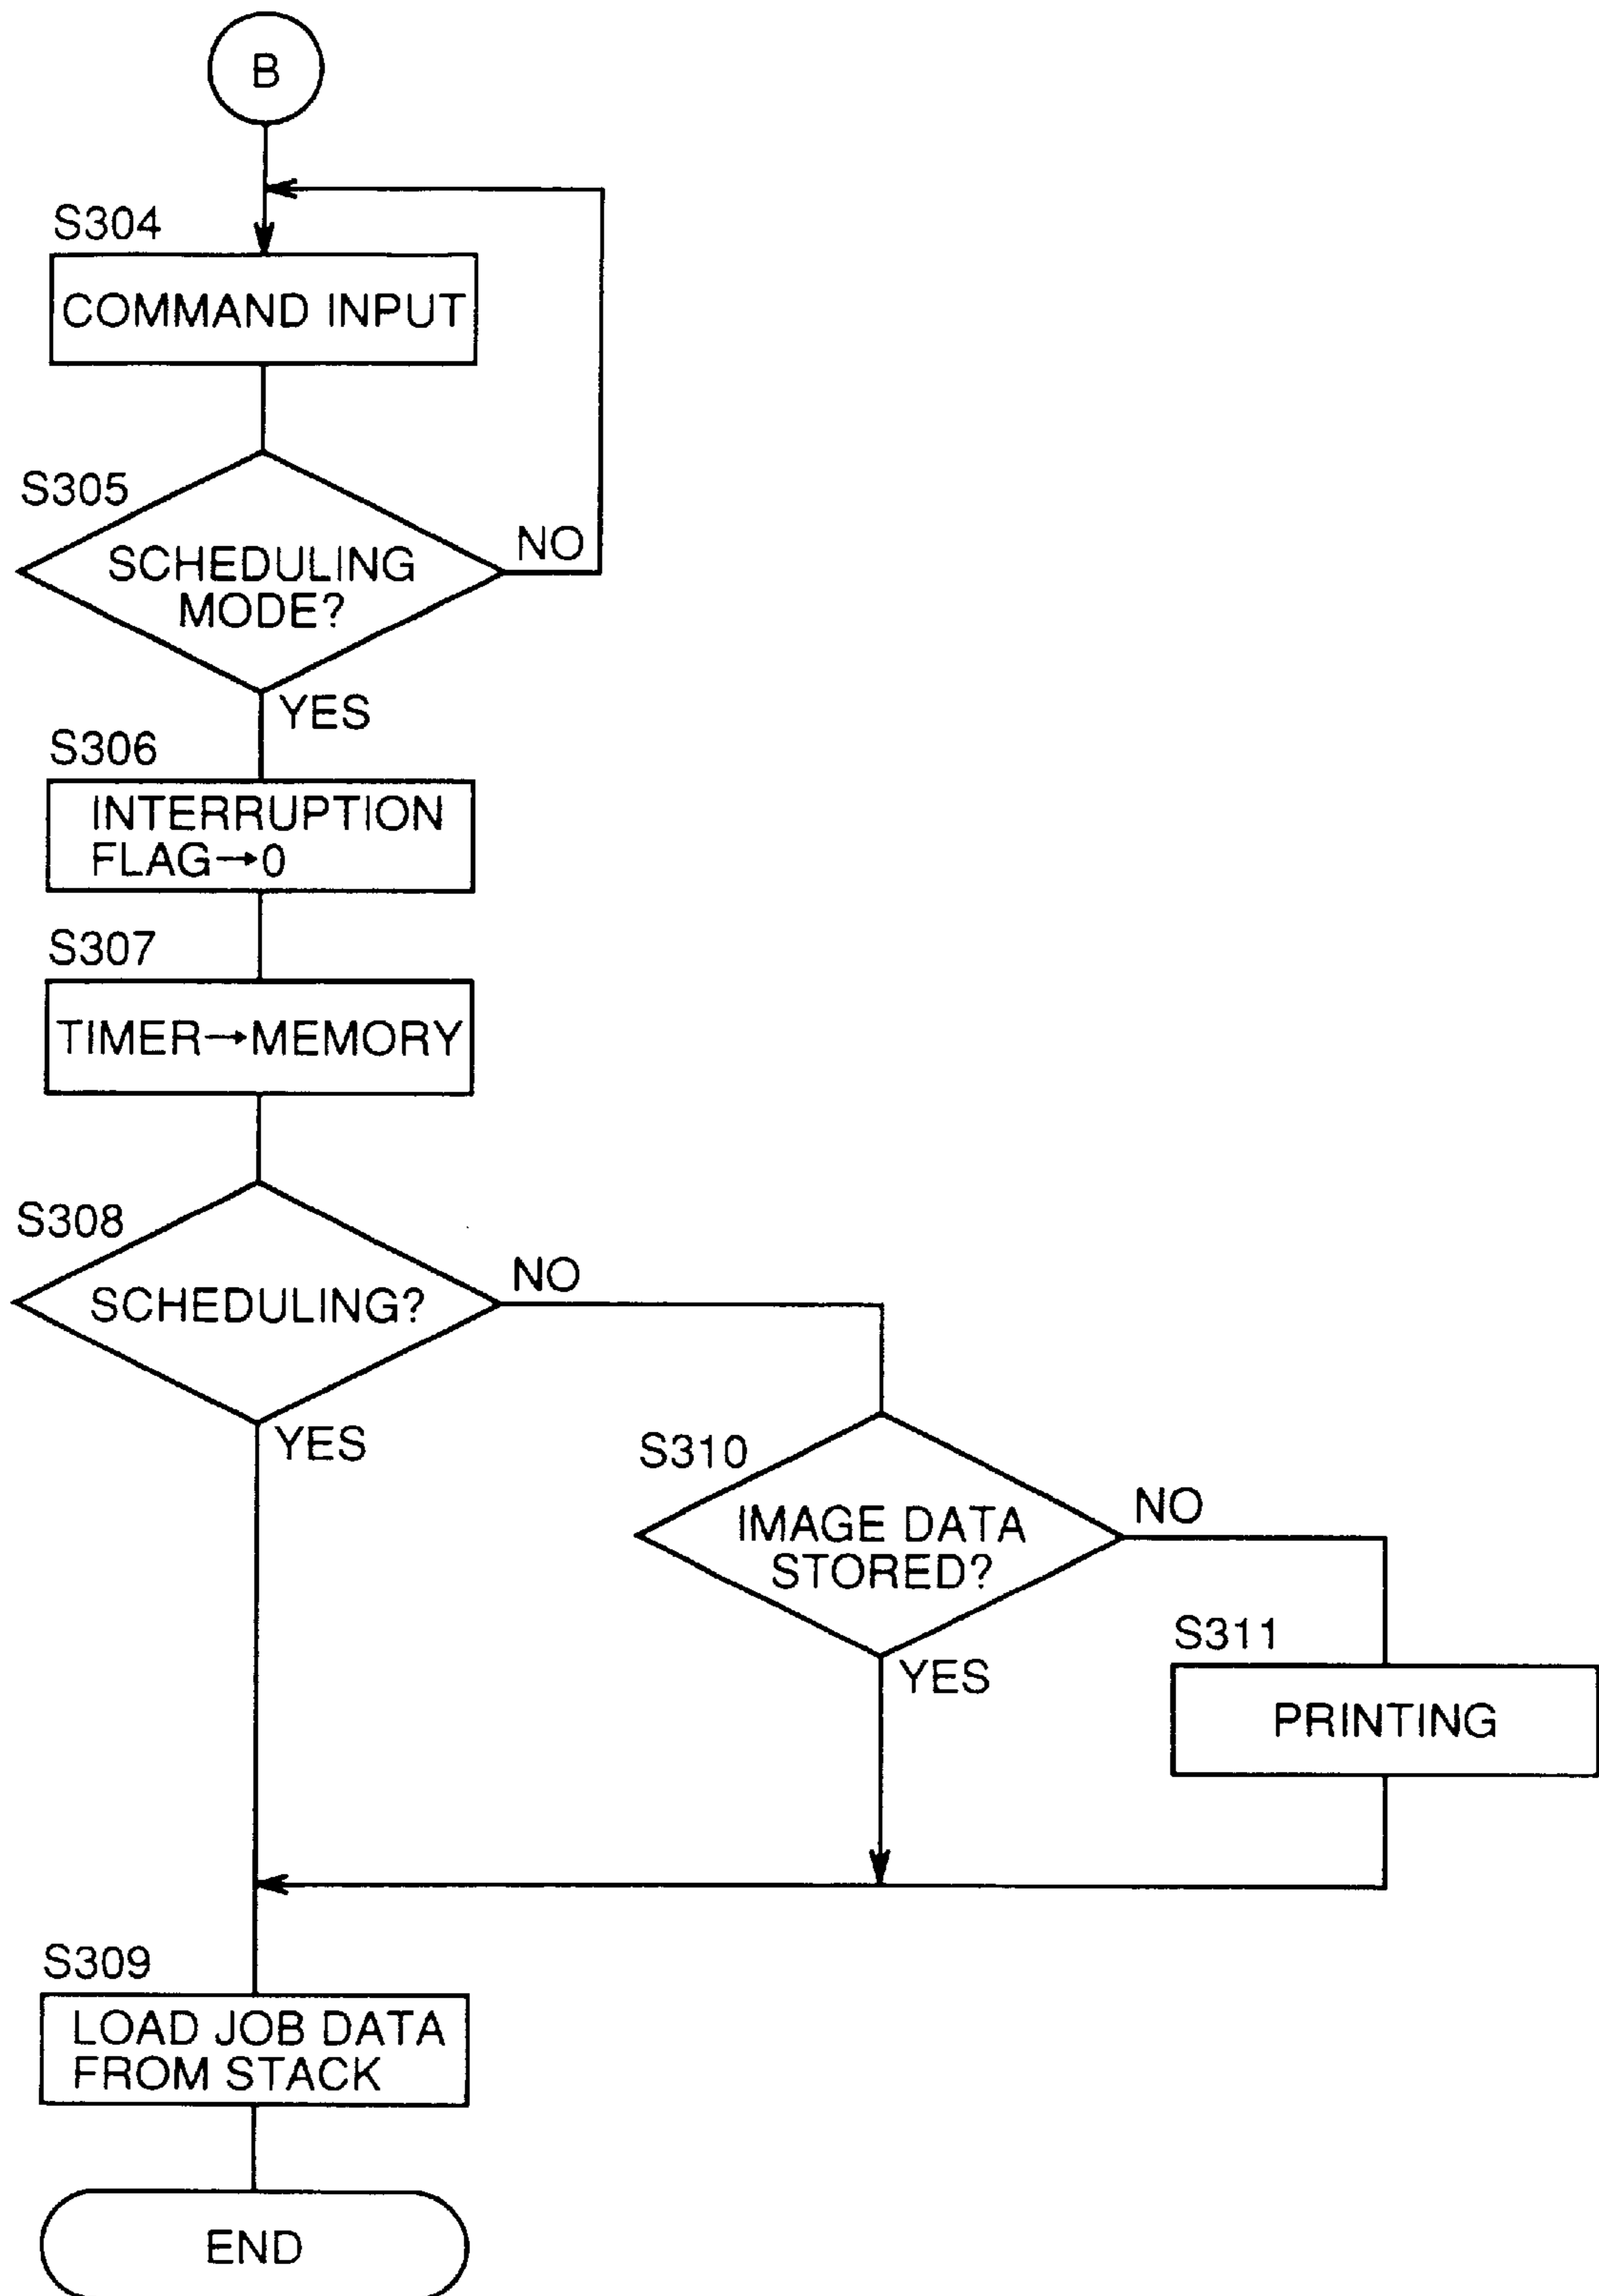 B
S304
COMMAND INPUT
S305
SCHEDULING
MODE?
NO
YES
S306
INTERRUPTION
FLAG→0
S307
TIMER→MEMORY
S308
SCHEDULING?
NO
YES
S310
IMAGE DATA
STORED?
NO
YES
S311
PRINTING
S309
LOAD JOB DATA
FROM STACK
END